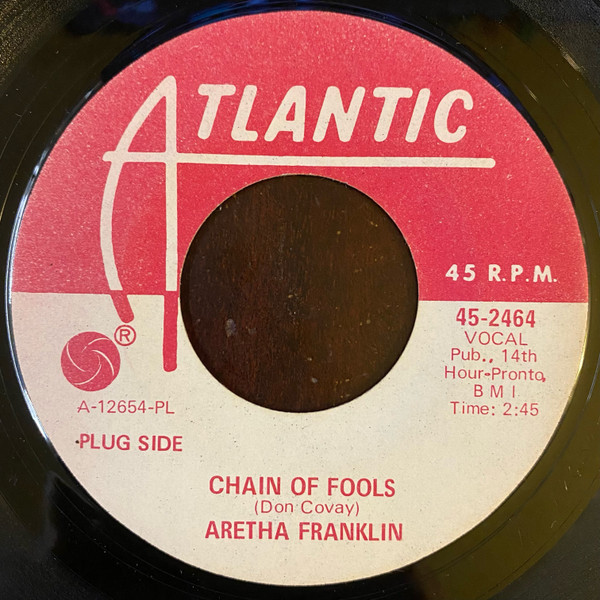 ATLANTIC
45 R.P.M.
45-2464
VOCAL
Pub., 14th
Hour-Pronto,
B M I
Time: 2:45
®
A-12654-PL
PLUG SIDE
CHAIN OF FOOLS
(Don Covay)
ARETHA FRANKLIN